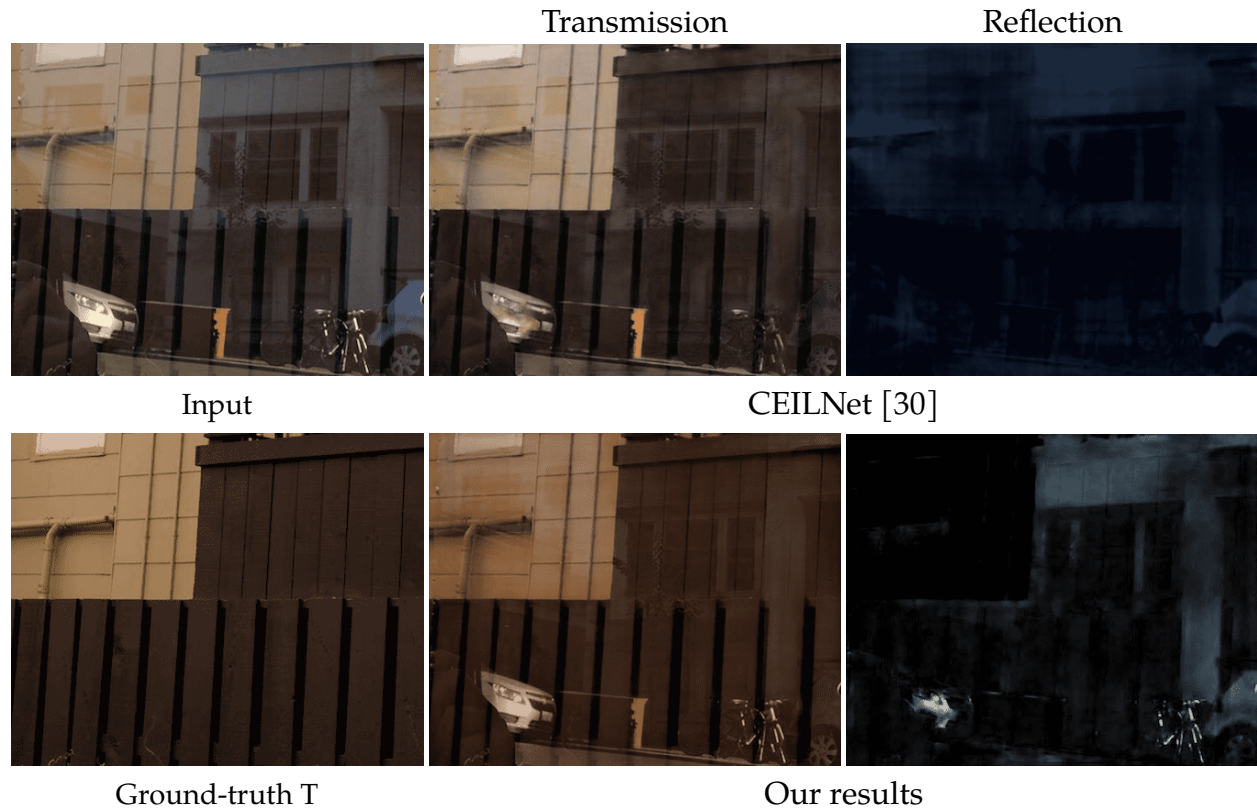 Transmission
Reflection
Input
CEILNet [30]
Ground-truth T
Our results